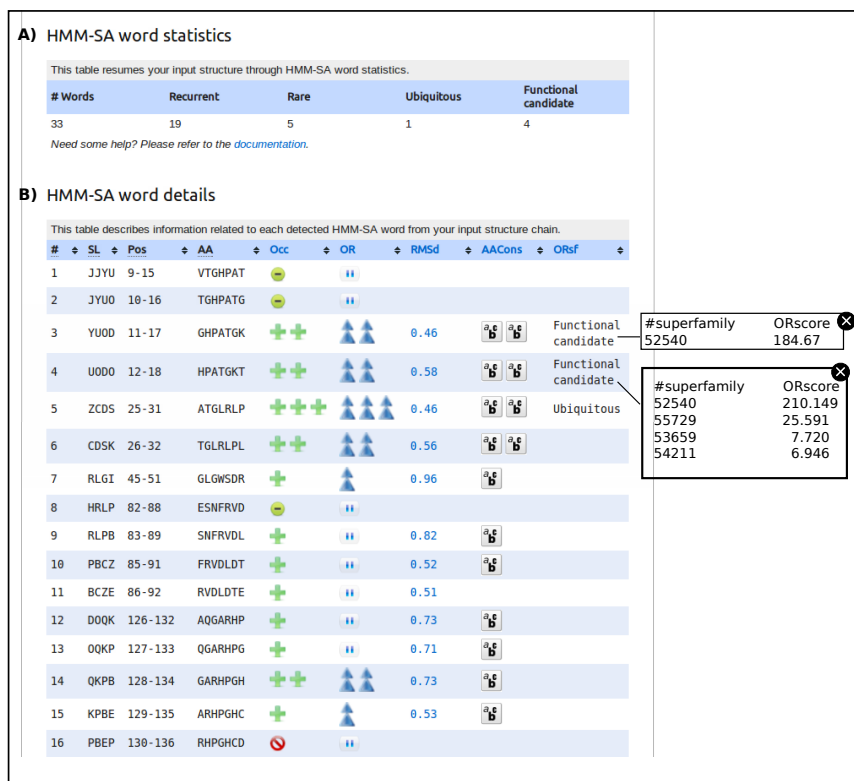 A) HMM-SA word statistics
This table resumes your input structure through HMM-SA word statistics.
# Words Recurrent Rare Ubiquitous Functional candidate
33 19 5 1 4
Need some help? Please refer to the documentation.
B) HMM-SA word details
This table describes information related to each detected HMM-SA word from your input structure chain.
# SL Pos AA Occ OR RMSd AACons ORsf
1 JJYU 9-15 VTGHPAT
2 JYUO 10-16 TGHPATG
3 YUOD 11-17 GHPATGK 0.46 a b c a b c Functional candidate
4 UODO 12-18 HPATGKT 0.58 a b c a b c Functional candidate
5 ZCDS 25-31 ATGLRLP 0.46 a b c a b c Ubiquitous
6 CDSK 26-32 TGLRLPL 0.56 a b c a b c
7 RLGI 45-51 GLGWSDR 0.96 a b c
8 HRLP 82-88 ESNFRVD
9 RLPB 83-89 SNFRVDL 0.82 a b c
10 PBCZ 85-91 FRVDLDT 0.52 a b c
11 BCZE 86-92 RVDLDTE 0.51
12 DOQK 126-132 AQGARHP 0.73 a b c
13 OQKP 127-133 QGARHPG 0.71 a b c
14 QKPB 128-134 GARHPGH 0.73 a b c
15 KPBE 129-135 ARHPGHC 0.53 a b c
16 PBEP 130-136 RHPGHCD
#superfamily ORscore
52540 184.67
#superfamily ORscore
52540 210.149
55729 25.591
53659 7.720
54211 6.946